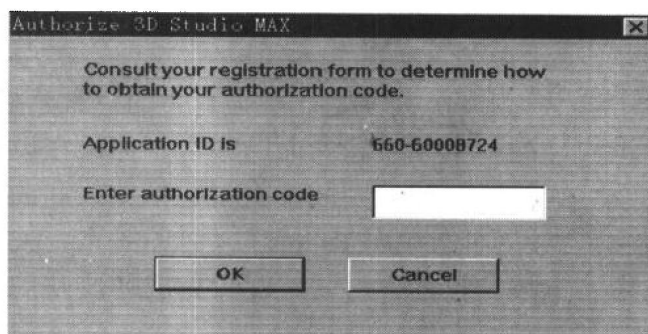 Authorize 3D Studio MAX
Consult your registration form to determine how
to obtain your authorization code.
Application ID is 660-60008724
Enter authorization code
OK Cancel